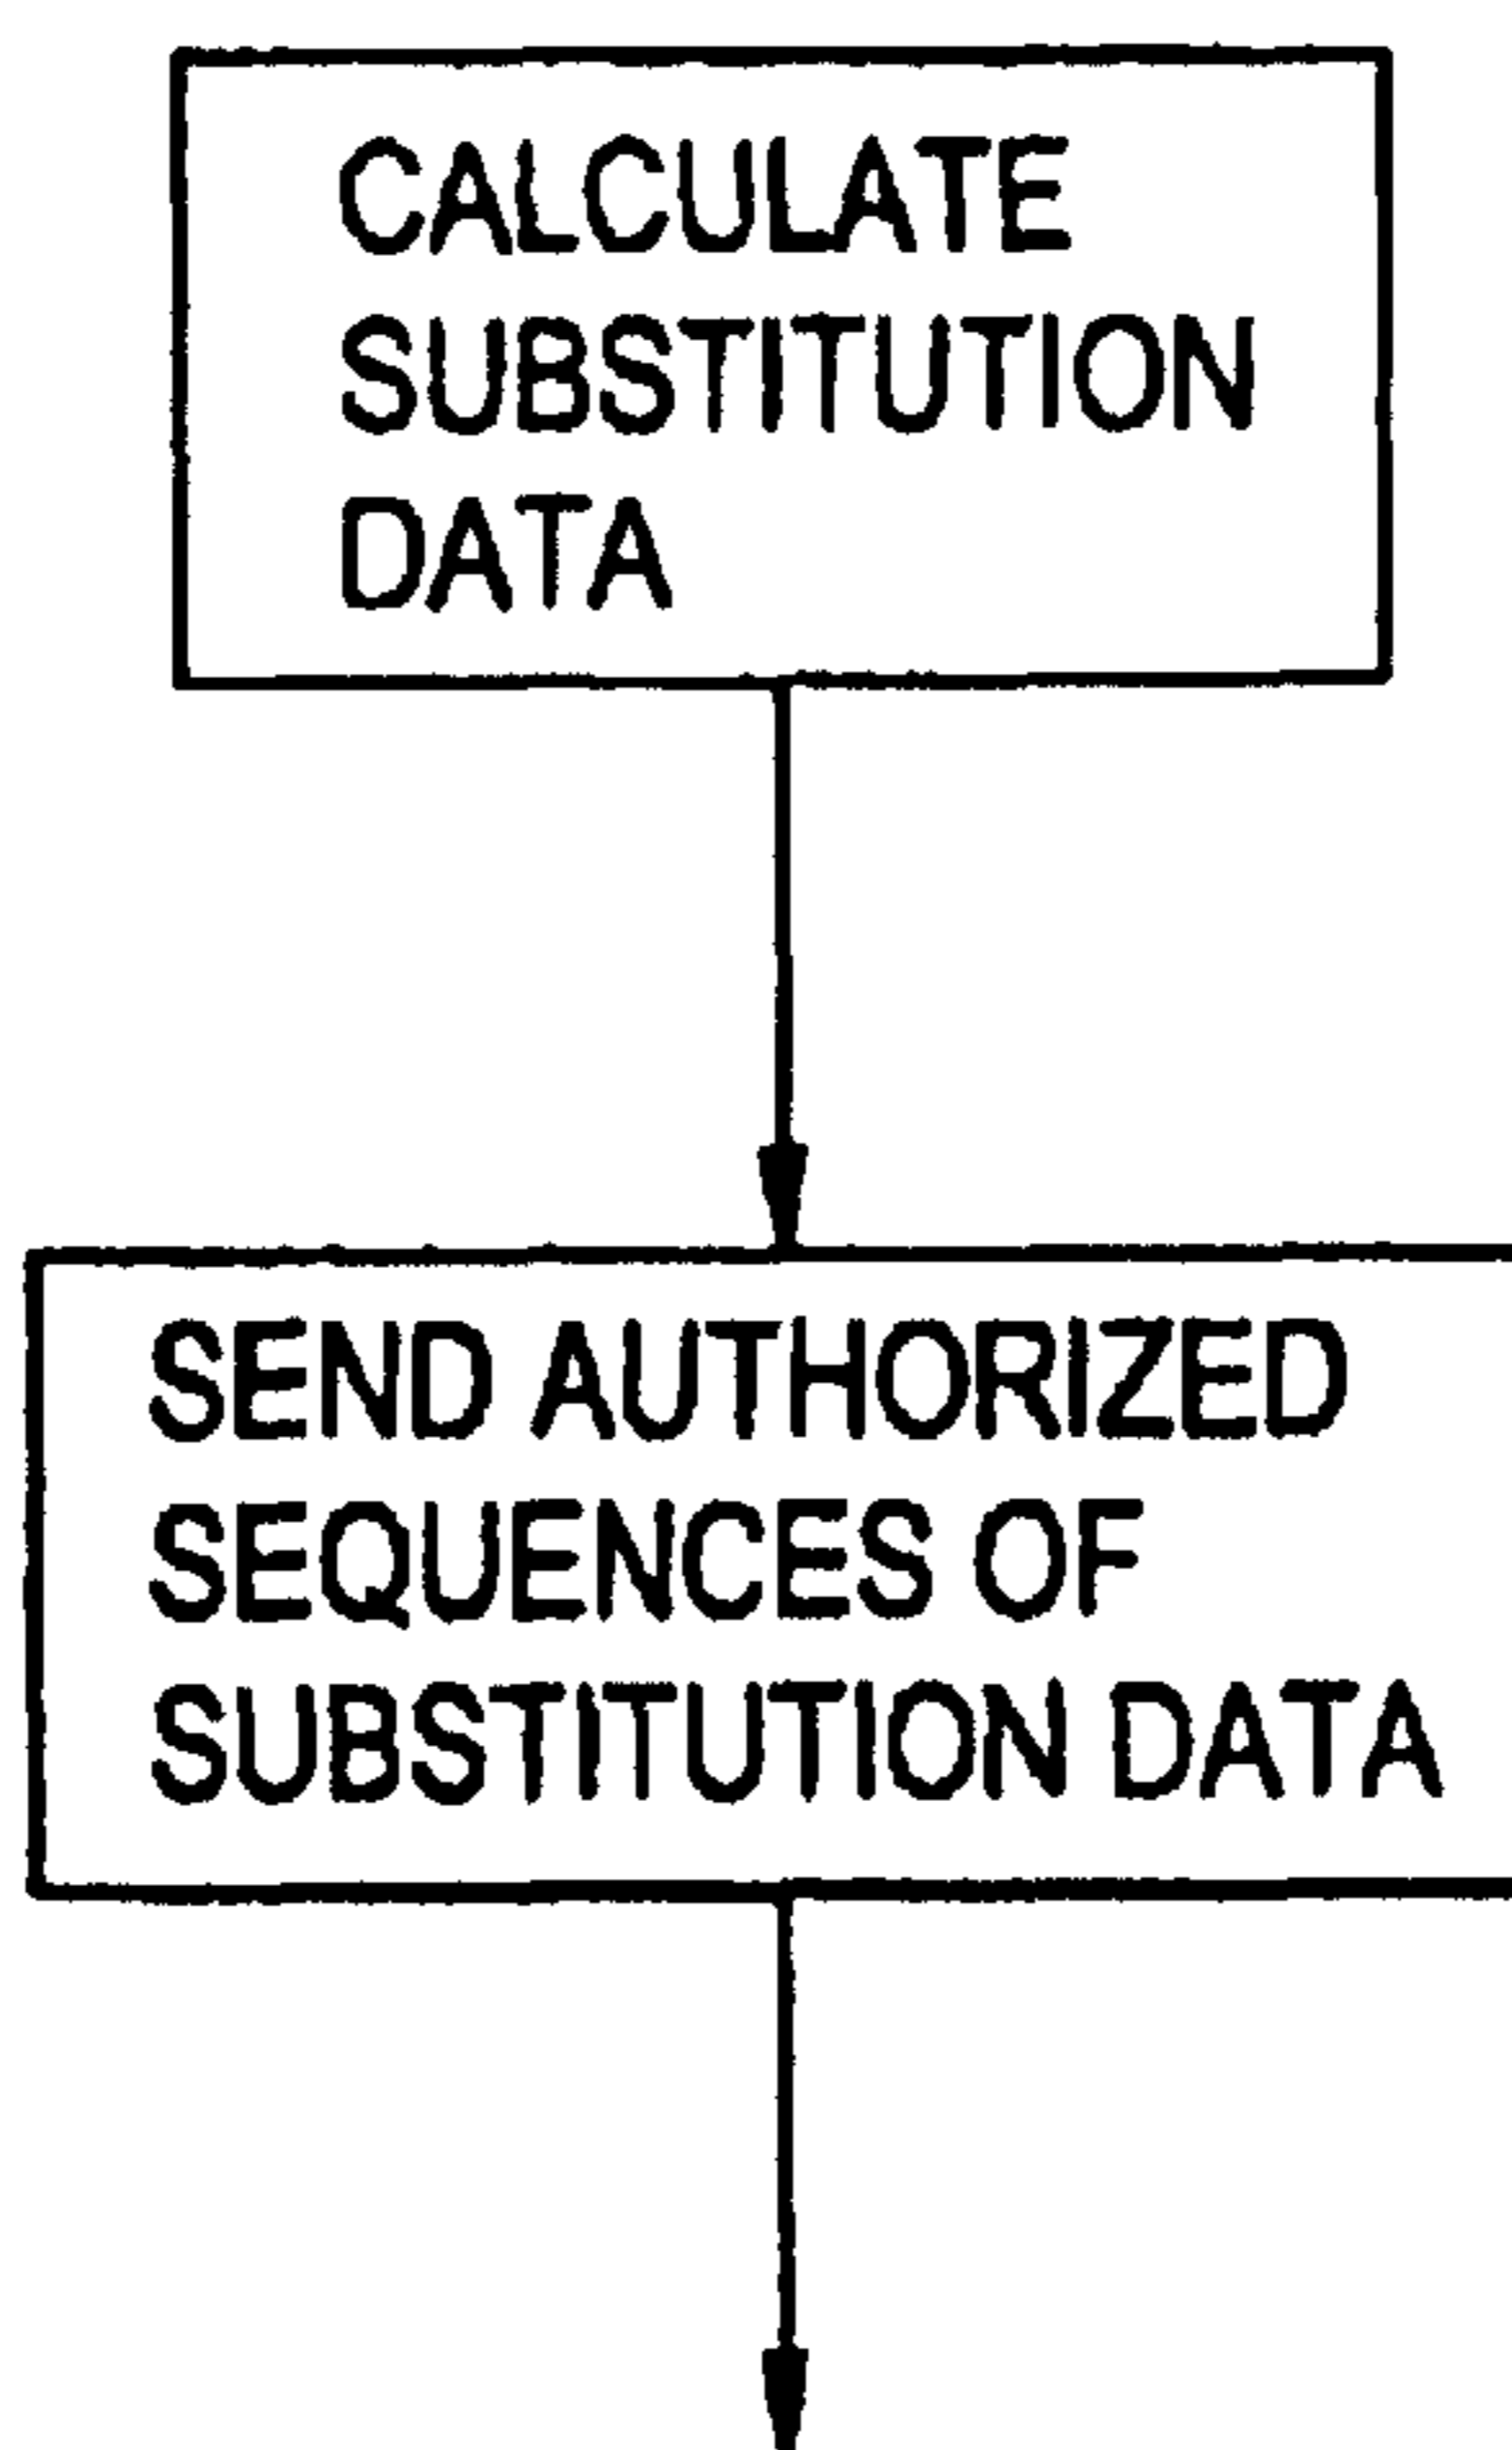 CALCULATE
SUBSTITUTION
DATA
SEND AUTHORIZED
SEQUENCES OF
SUBSTITUTION DATA